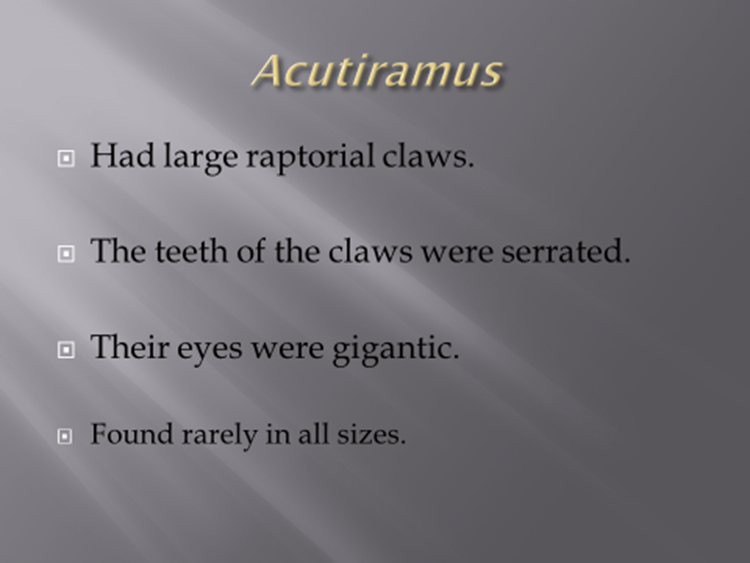 Acutiramus
Had large raptorial claws.
The teeth of the claws were serrated.
Their eyes were gigantic.
Found rarely in all sizes.